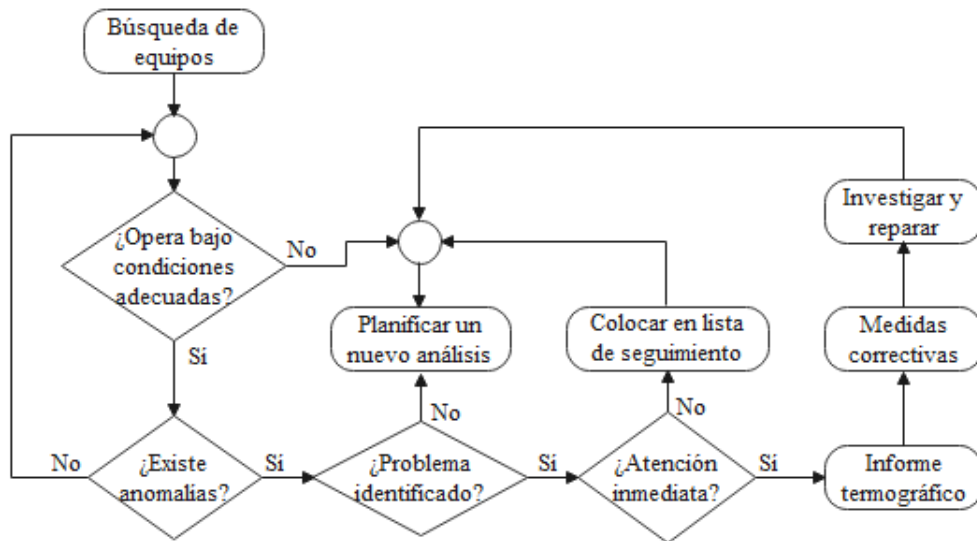 Búsqueda de
equipos
¿Opera bajo
condiciones
adecuadas?
No
Sí
¿Existe
anomalías?
No
Sí
¿Problema
identificado?
No
Sí
Planificar un
nuevo análisis
¿Atención
inmediata?
No
Sí
Colocar en lista
de seguimiento
Informe
termográfico
Medidas
correctivas
Investigar y
reparar